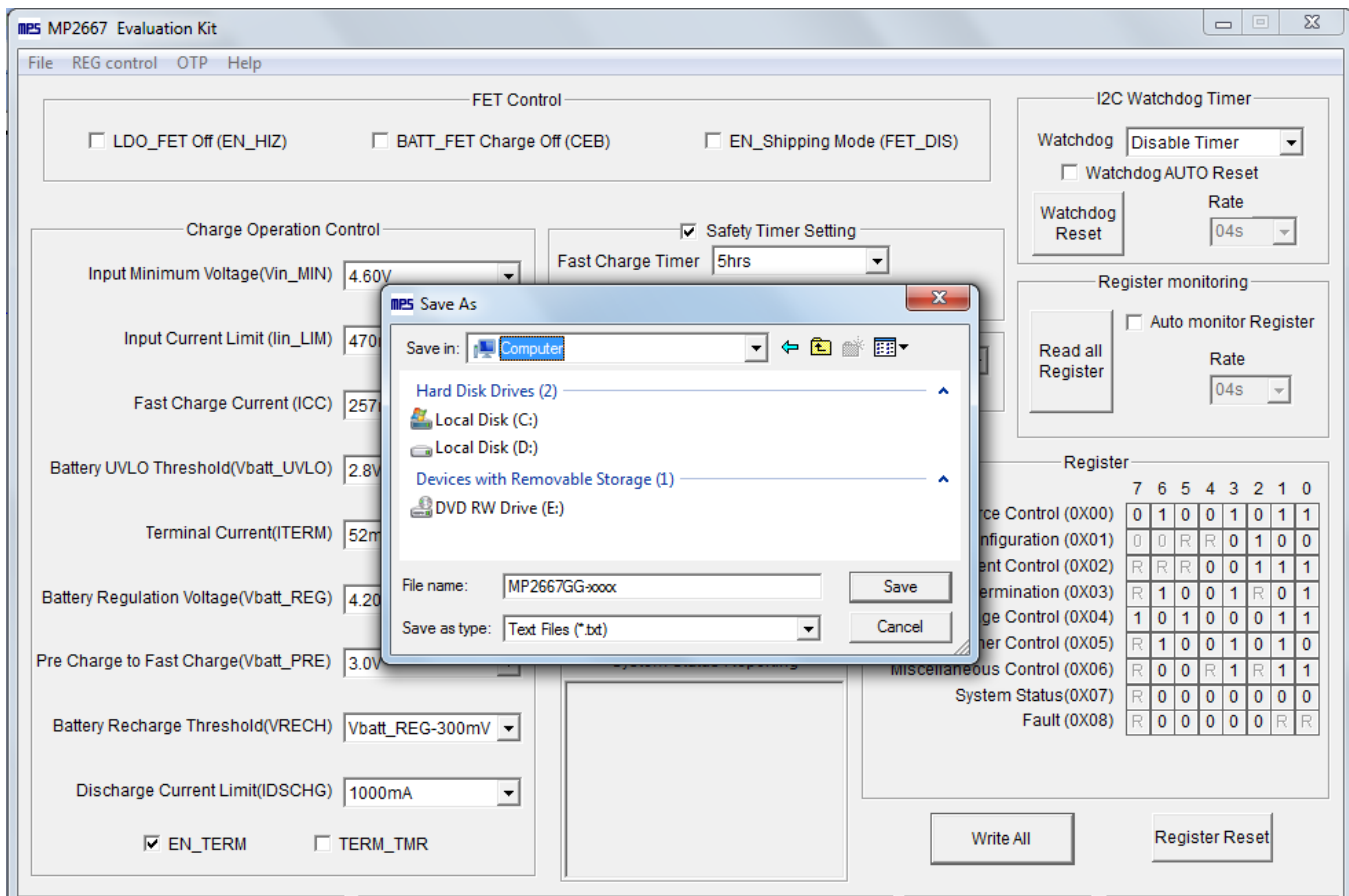 mps MP2667 Evaluation Kit
File REG control OTP Help
FET Control
LDO_FET Off (EN_HIZ)
BATT_FET Charge Off (CEB)
EN_Shipping Mode (FET_DIS)
I2C Watchdog Timer
Watchdog Disable Timer
Watchdog AUTO Reset
Watchdog Reset
Rate
04s
Charge Operation Control
Input Minimum Voltage(Vin_MIN) 4.60V
Input Current Limit (Iin_LIM) 470
Fast Charge Current (ICC) 257
Battery UVLO Threshold(Vbatt_UVLO) 2.8V
Terminal Current(ITERM) 52m
Battery Regulation Voltage(Vbatt_REG) 4.20
Pre Charge to Fast Charge(Vbatt_PRE) 3.0V
Battery Recharge Threshold(VRECH) Vbatt_REG-300mV
Discharge Current Limit(IDSCHG) 1000mA
EN_TERM
TERM_TMR
Safety Timer Setting
Fast Charge Timer 5hrs
mps Save As
Save in: Computer
Hard Disk Drives (2)
Local Disk (C:)
Local Disk (D:)
Devices with Removable Storage (1)
DVD RW Drive (E:)
File name: MP2667GG-xxxx
Save
Save as type: Text Files (*.txt)
Cancel
Register monitoring
Read all Register
Auto monitor Register
Rate
04s
Register
7 6 5 4 3 2 1 0
rce Control (0X00) 0 1 0 0 1 0 1 1
nfiguration (0X01) 0 0 R R 0 1 0 0
ent Control (0X02) R R R 0 0 1 1 1
ermination (0X03) R 1 0 0 1 R 0 1
ge Control (0X04) 1 0 1 0 0 0 1 1
ner Control (0X05) R 1 0 0 1 0 1 0
Miscellaneous Control (0X06) R 0 0 R 1 R 1 1
System Status(0X07) R 0 0 0 0 0 0 0
Fault (0X08) R 0 0 0 0 0 R R
Write All
Register Reset